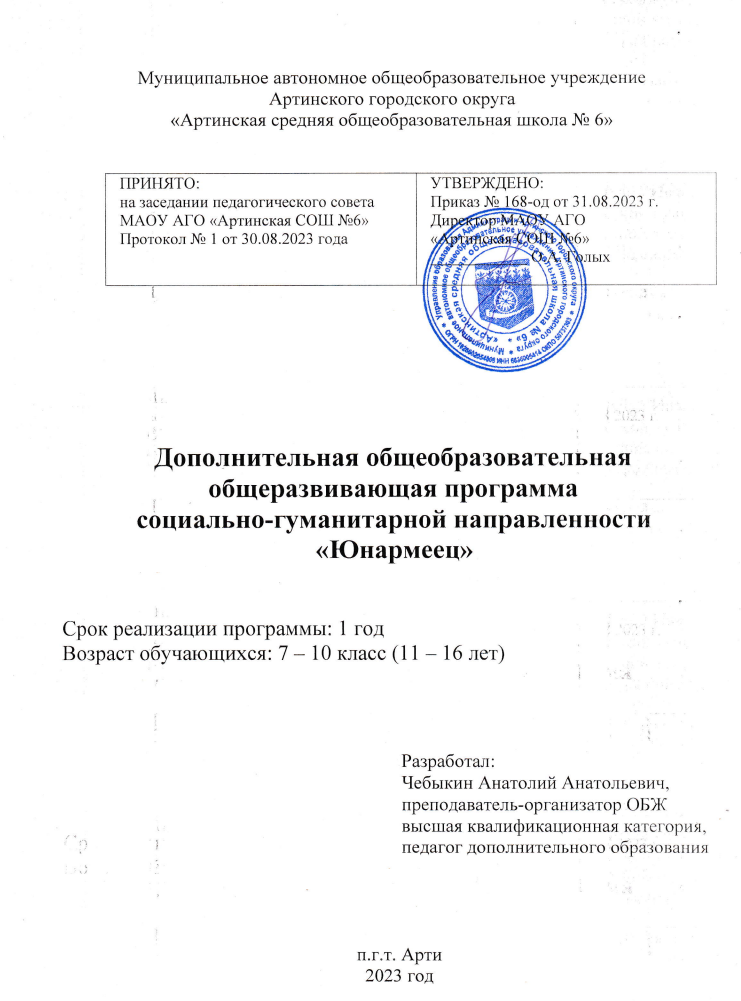 Муниципальное автономное общеобразовательное учреждение
Артинского городского округа
«Артинская средняя общеобразовательная школа № 6»
ПРИНЯТО:
на заседании педагогического совета
МАОУ АГО «Артинская СОШ №6»
Протокол № 1 от 30.08.2023 года
УТВЕРЖДЕНО:
Приказ № 168-од от 31.08.2023 г.
Директор МАОУ АГО
«Артинская СОШ №6»
О.А. Голых
Дополнительная общеобразовательная
общеразвивающая программа
социально-гуманитарной направленности
«Юнармеец»
Срок реализации программы: 1 год
Возраст обучающихся: 7 – 10 класс (11 – 16 лет)
Разработал:
Чебыкин Анатолий Анатольевич,
преподаватель-организатор ОБЖ
высшая квалификационная категория,
педагог дополнительного образования
п.г.т. Арти
2023 год